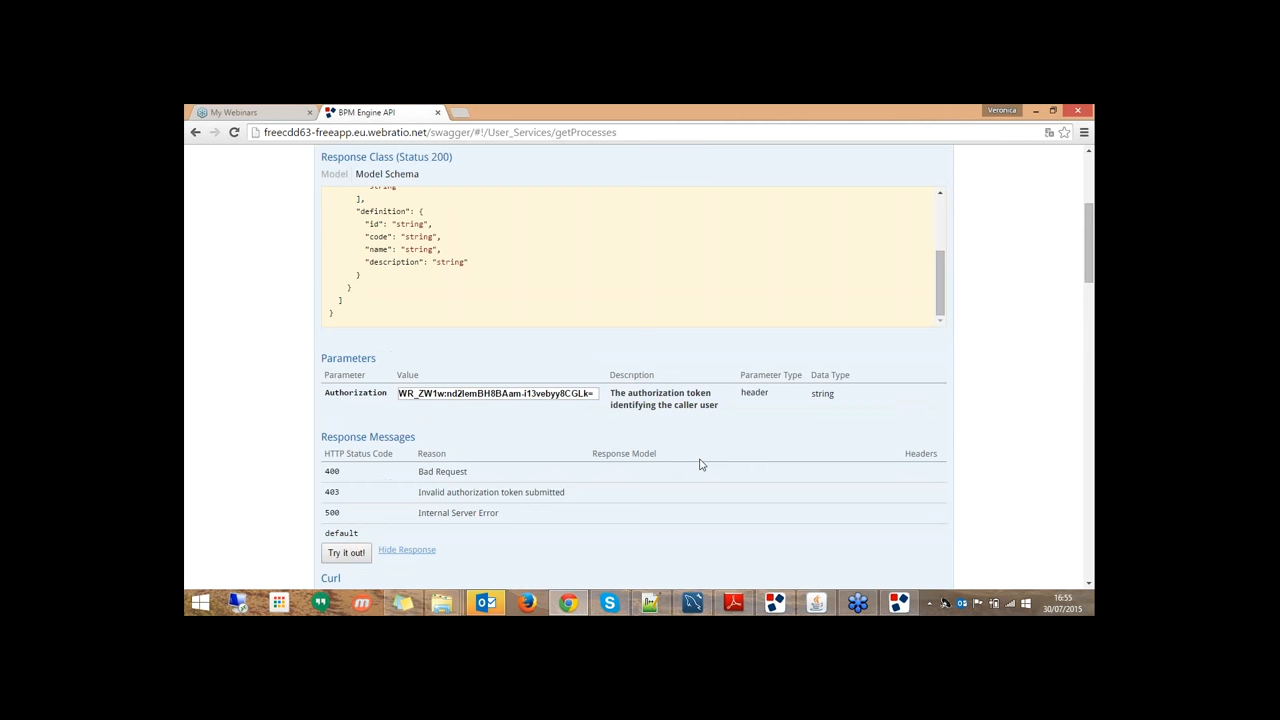 My Webinars
BPM Engine API
Veronica
freecdd63-freeapp.eu.webratio.net/swagger/#!/User_Services/getProcesses
Response Class (Status 200)
Model Model Schema
string
],
"definition": {
"id": "string",
"code": "string",
"name": "string",
"description": "string"
}
}
]
}
Parameters
Parameter Value Description Parameter Type Data Type
Authorization WR_ZW1w:nd2lemBH8BAam-i13vebyy8CGLk= The authorization token header string
identifying the caller user
Response Messages
HTTP Status Code Reason Response Model Headers
400 Bad Request
403 Invalid authorization token submitted
500 Internal Server Error
default
Try it out! Hide Response
Curl
16:55
30/07/2015